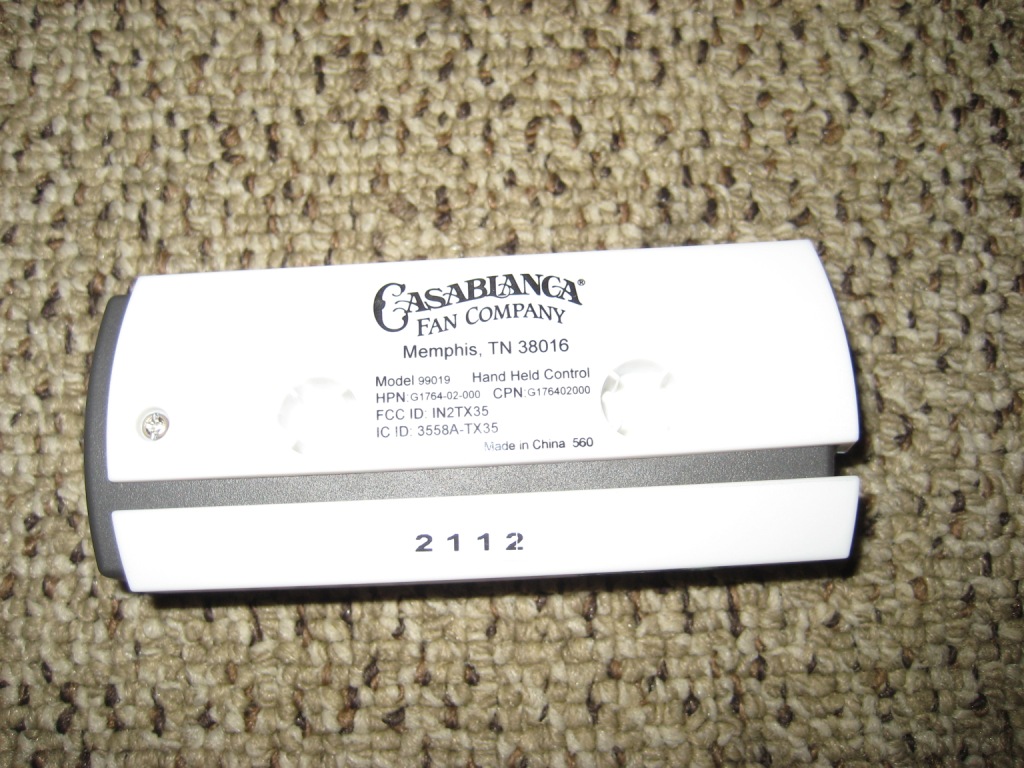 CASABLANCA®
FAN COMPANY
Memphis, TN 38016
Model 99019 Hand Held Control
HPN:G1764-02-000 CPN:G176402000
FCC ID: IN2TX35
IC ID: 3558A-TX35
Made in China 560
2112